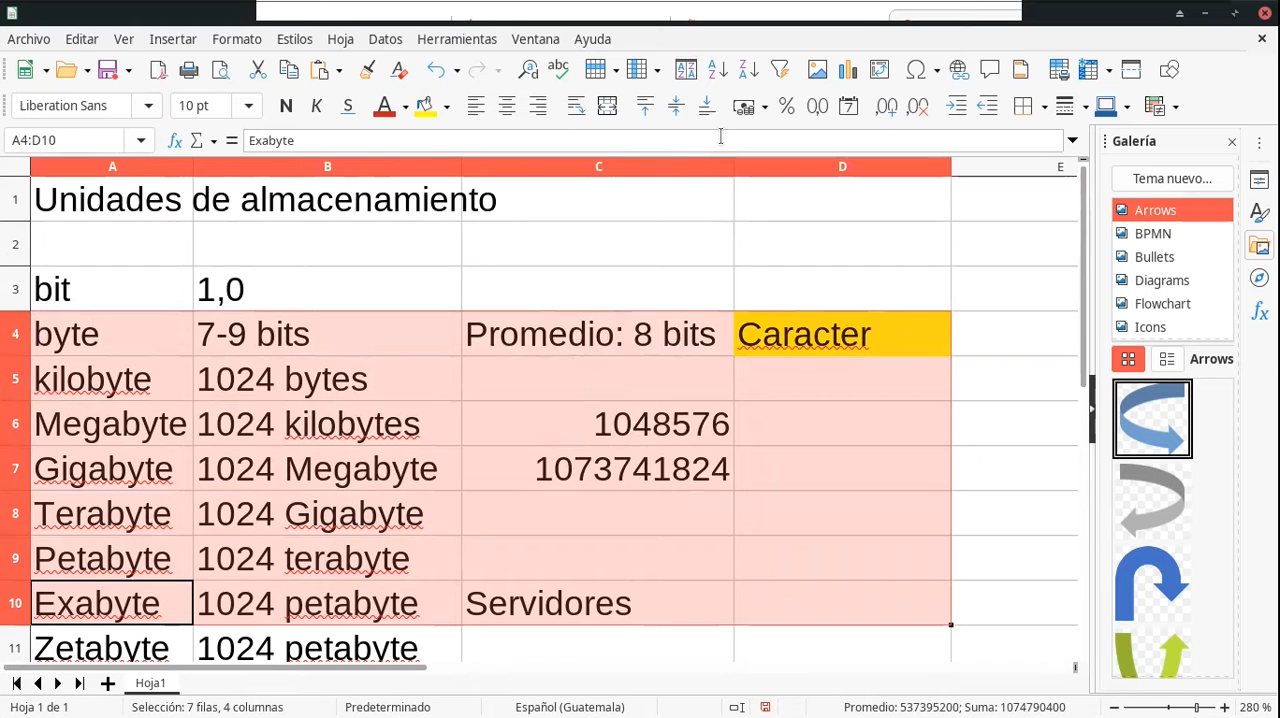 Archivo Editar Ver Insertar Formato Estilos Hoja Datos Herramientas Ventana Ayuda
Liberation Sans 10 pt N K S
A4:D10 Exabyte
Galería
Tema nuevo...
Arrows
BPMN
Bullets
Diagrams
Flowchart
Icons
Arrows
A B C D E
1 Unidades de almacenamiento
2
3 bit 1,0
4 byte 7-9 bits Promedio: 8 bits Caracter
5 kilobyte 1024 bytes
6 Megabyte 1024 kilobytes 1048576
7 Gigabyte 1024 Megabyte 1073741824
8 Terabyte 1024 Gigabyte
9 Petabyte 1024 terabyte
10 Exabyte 1024 petabyte Servidores
11 Zetabyte 1024 petabyte
Hoja1
Hoja 1 de 1 Selección: 7 filas, 4 columnas Predeterminado Español (Guatemala) Promedio: 537395200; Suma: 1074790400 280 %